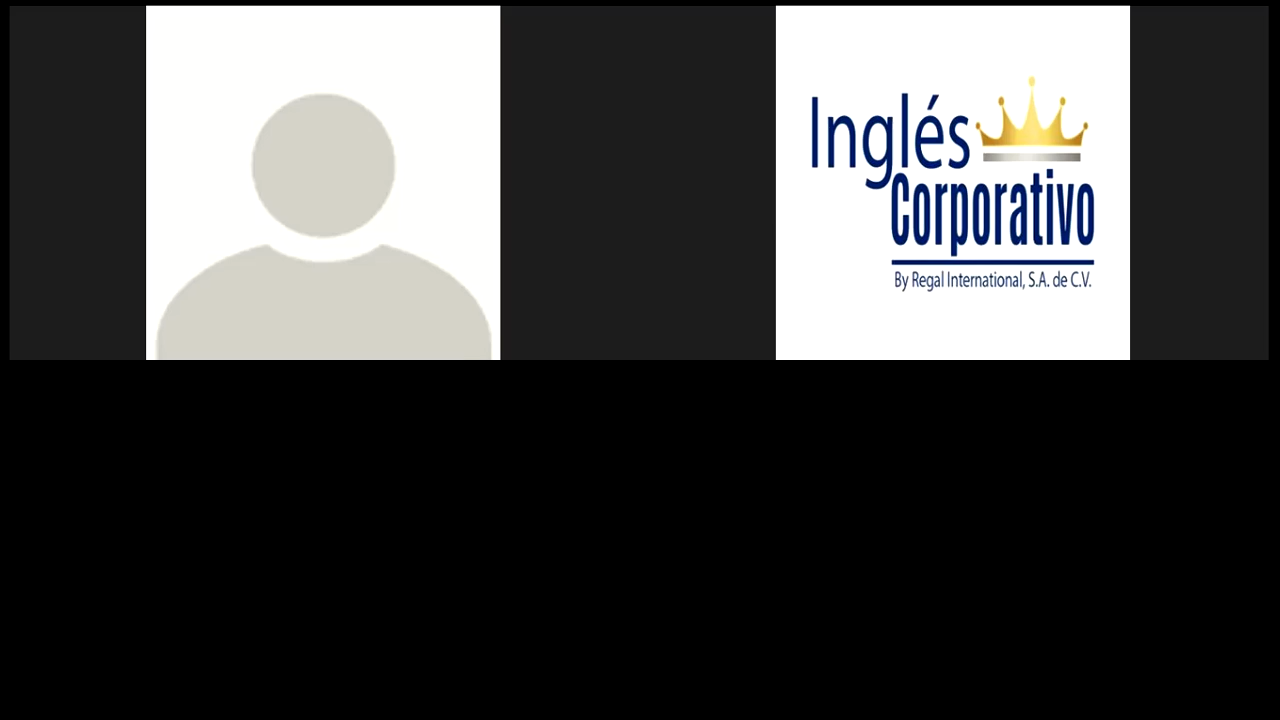 Inglés
Corporativo
By Regal International, S.A. de C.V.